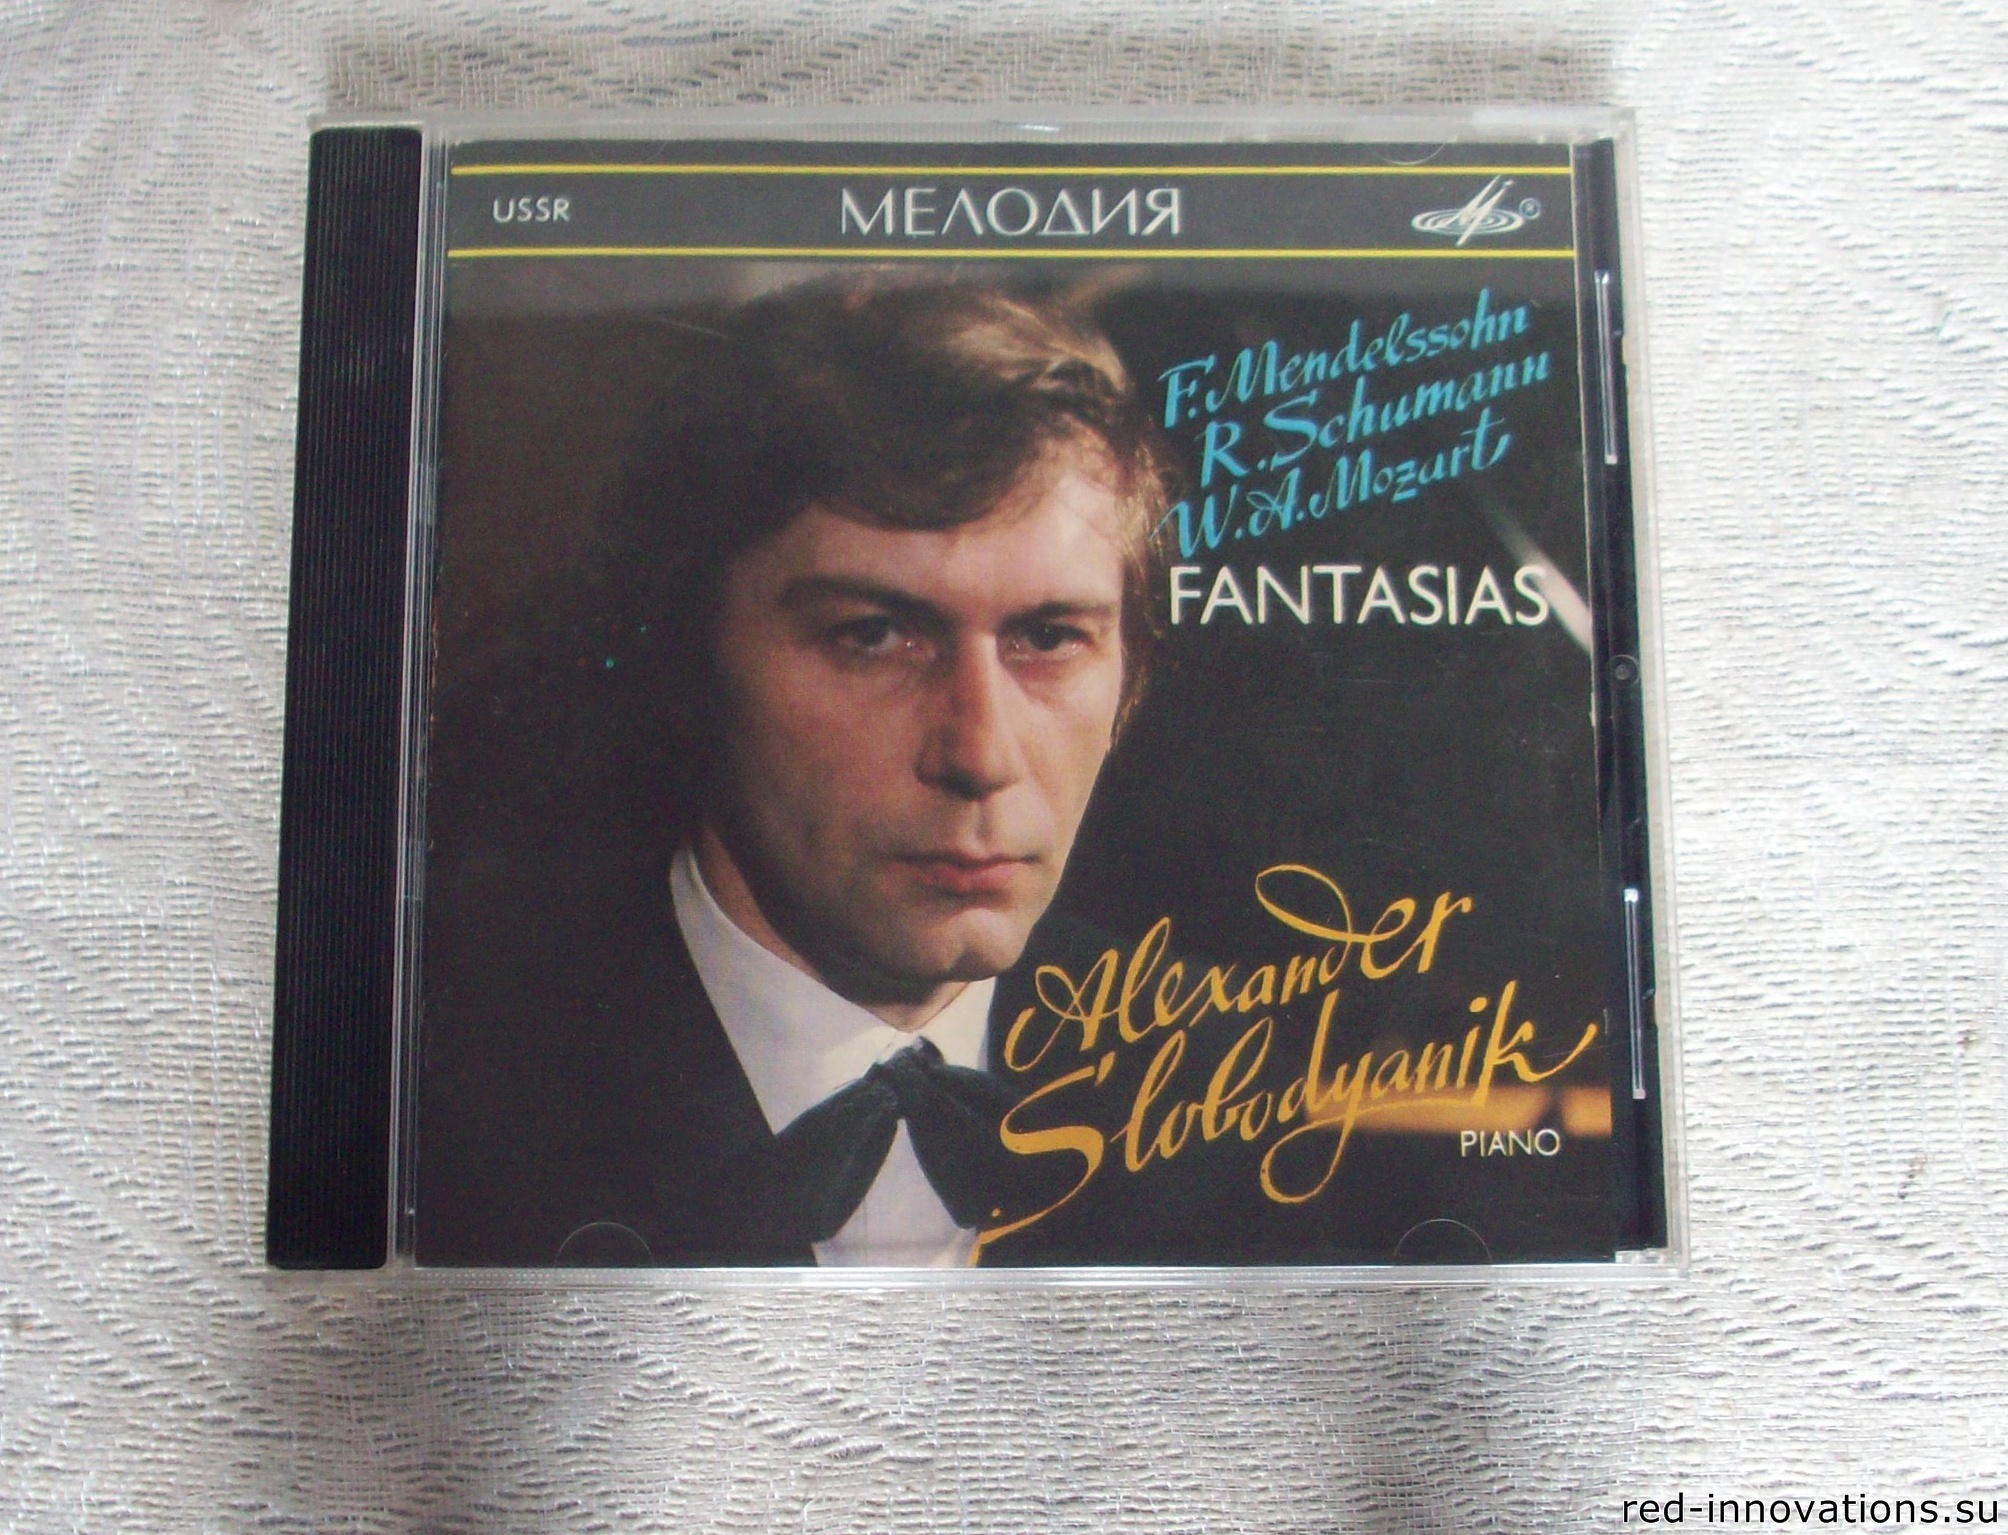 USSR
МЕЛОДИЯ
F. Mendelssohn
R. Schumann
W. A. Mozart
FANTASIAS
Alexander
Slobodyanik
PIANO
red-innovations.su